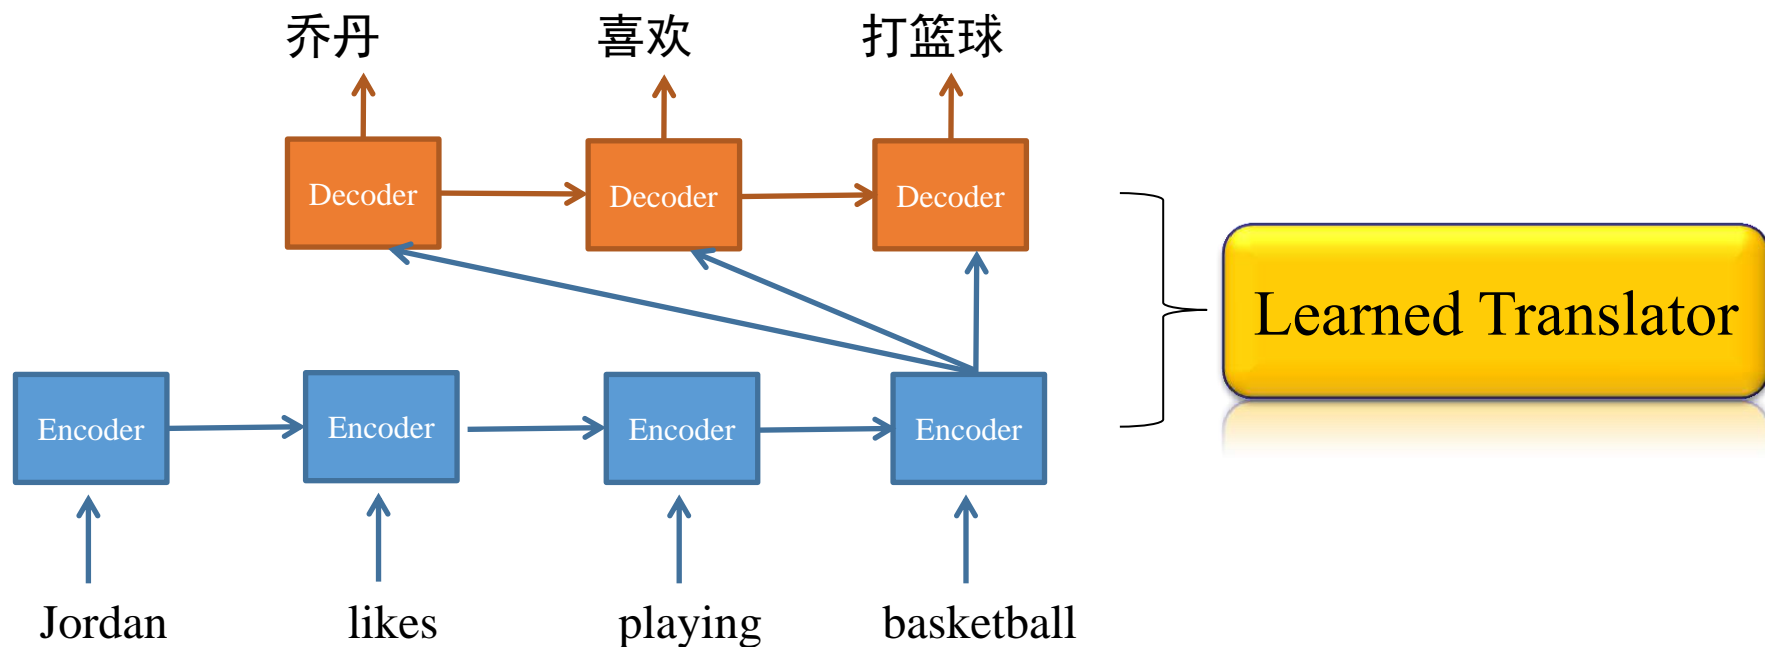 乔丹 喜欢 打篮球
Decoder Decoder Decoder
Learned Translator
Encoder Encoder Encoder Encoder
Jordan likes playing basketball